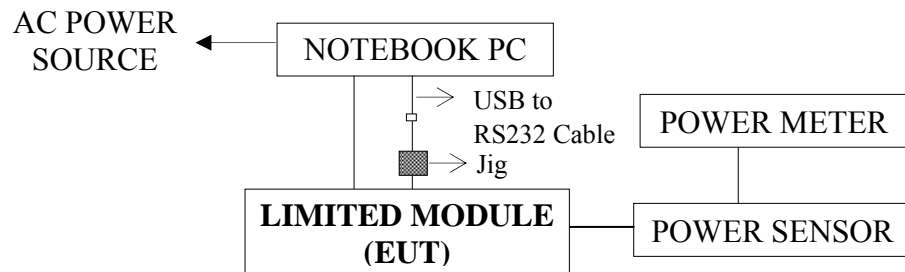 AC POWER
SOURCE
NOTEBOOK PC
USB to
RS232 Cable
Jig
POWER METER
LIMITED MODULE
(EUT)
POWER SENSOR